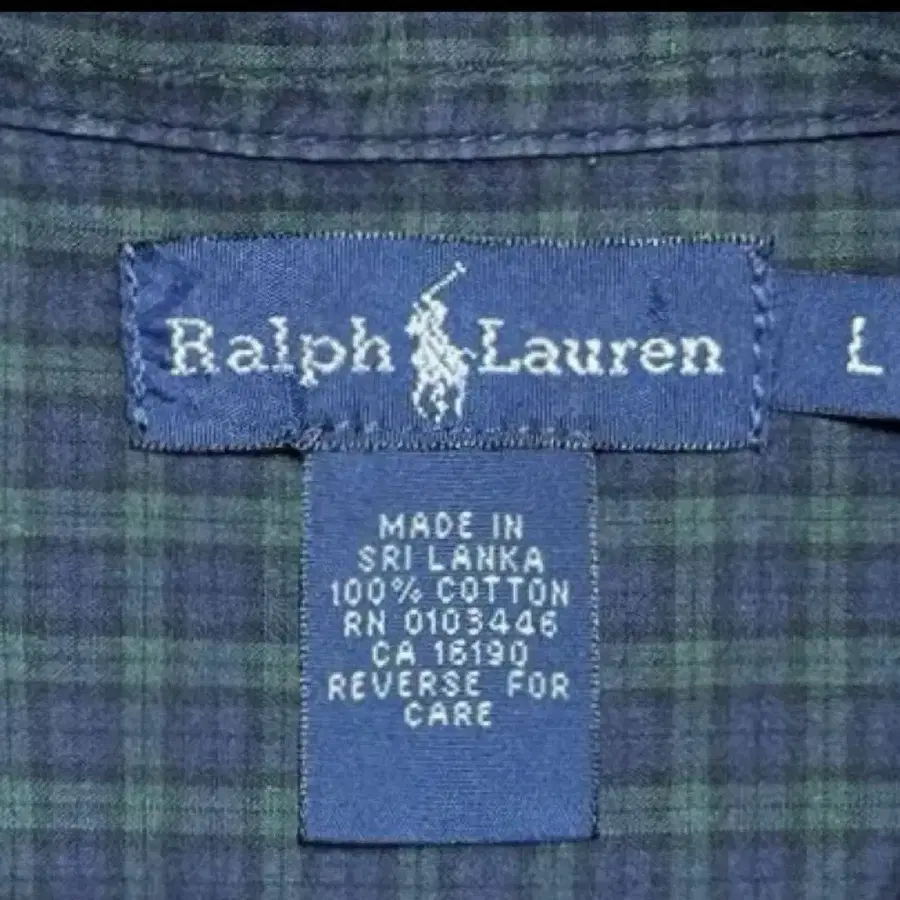 Ralph Lauren
L
MADE IN
SRI LANKA
100% COTTON
RN 0103446
CA 16190
REVERSE FOR
CARE